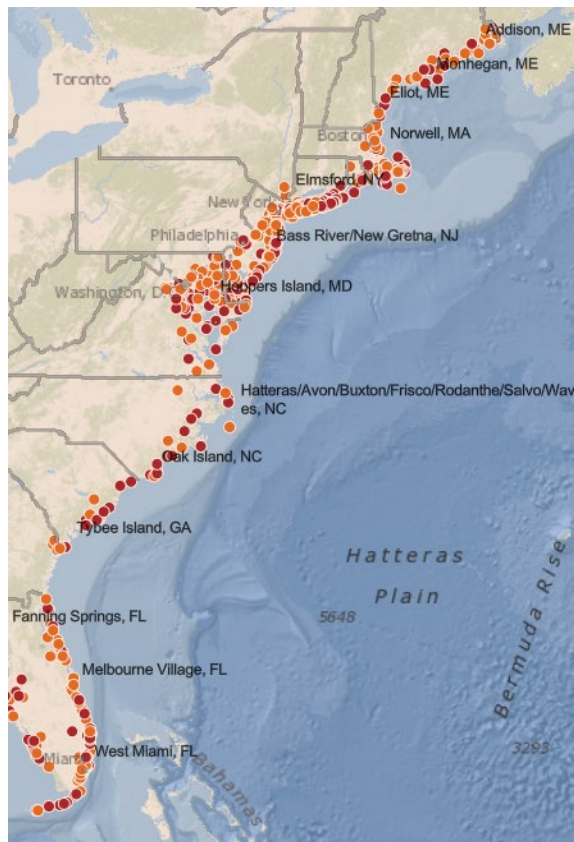 Addison, ME
Monhegan, ME
Toronto
Eliot, ME
Boston
Norwell, MA
Elmsford, NY
New York
Bass River/New Gretna, NJ
Philadelphia
Hoppers Island, MD
Washington, D.
Hatteras/Avon/Buxton/Frisco/Rodanthe/Salvo/Wav
es, NC
Oak Island, NC
Tybee Island, GA
Hatteras
Plain
Bermuda Rise
Fanning Springs, FL
5648
Melbourne Village, FL
West Miami, FL
Miami
3293
Bahamas